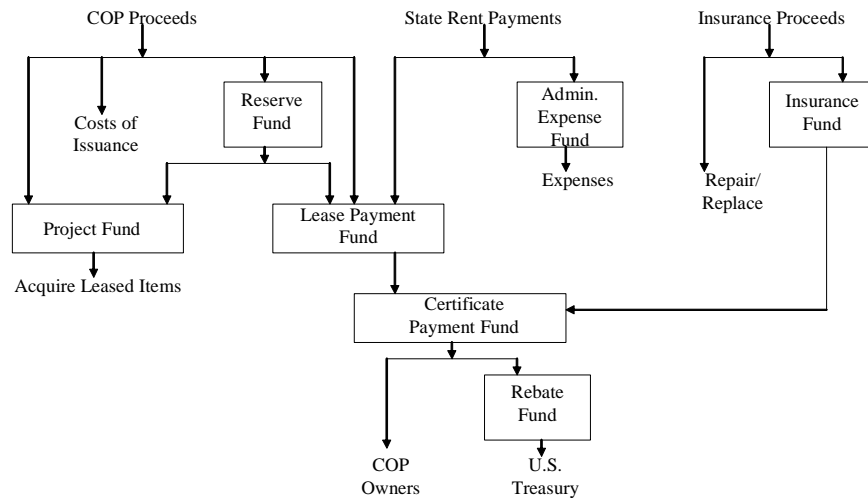 COP Proceeds
State Rent Payments
Insurance Proceeds
Costs of
Issuance
Reserve
Fund
Admin.
Expense
Fund
Insurance
Fund
Expenses
Repair/
Replace
Project Fund
Lease Payment
Fund
Acquire Leased Items
Certificate
Payment Fund
Rebate
Fund
COP
Owners
U.S.
Treasury